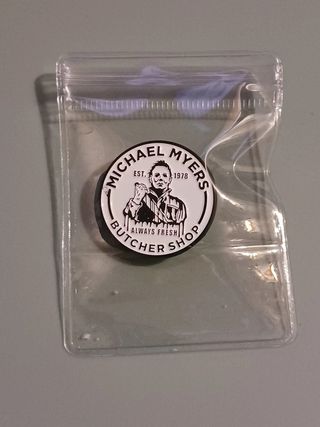 MICHAEL MYERS
EST. 1978
ALWAYS FRESH
BUTCHER SHOP